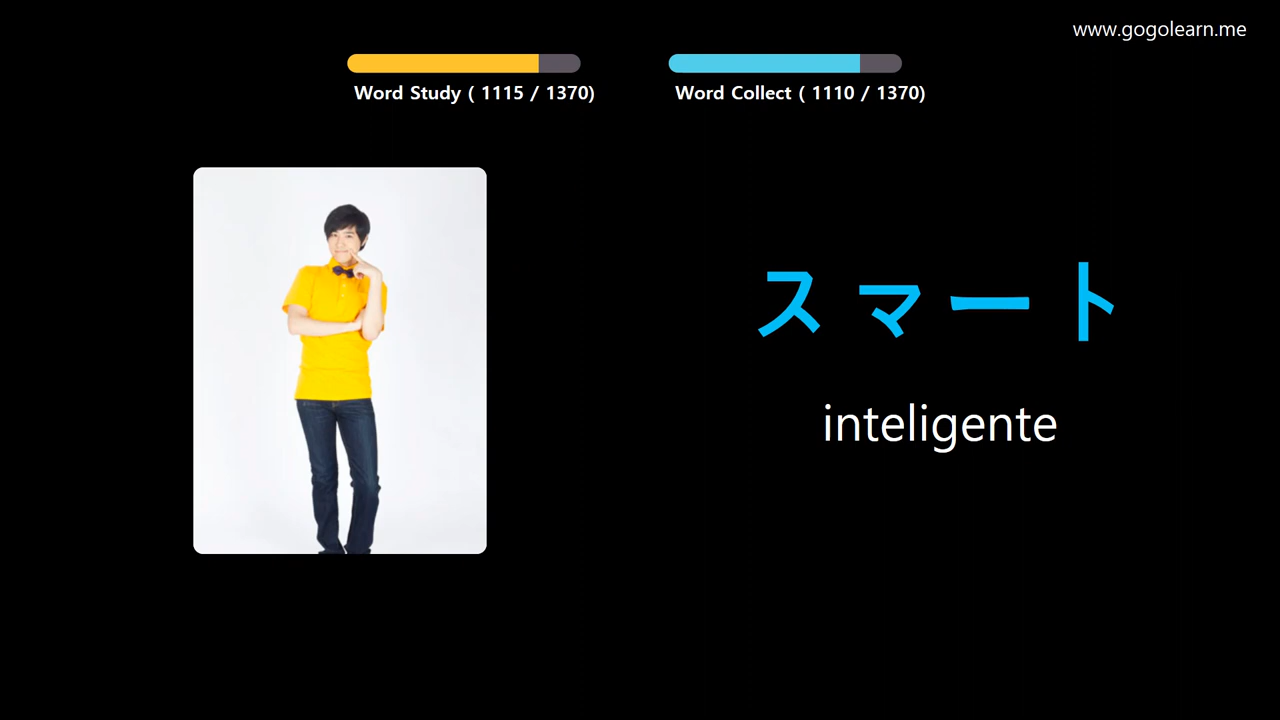 www.gogolearn.me
Word Study ( 1115 / 1370)
Word Collect ( 1110 / 1370)
スマート
inteligente